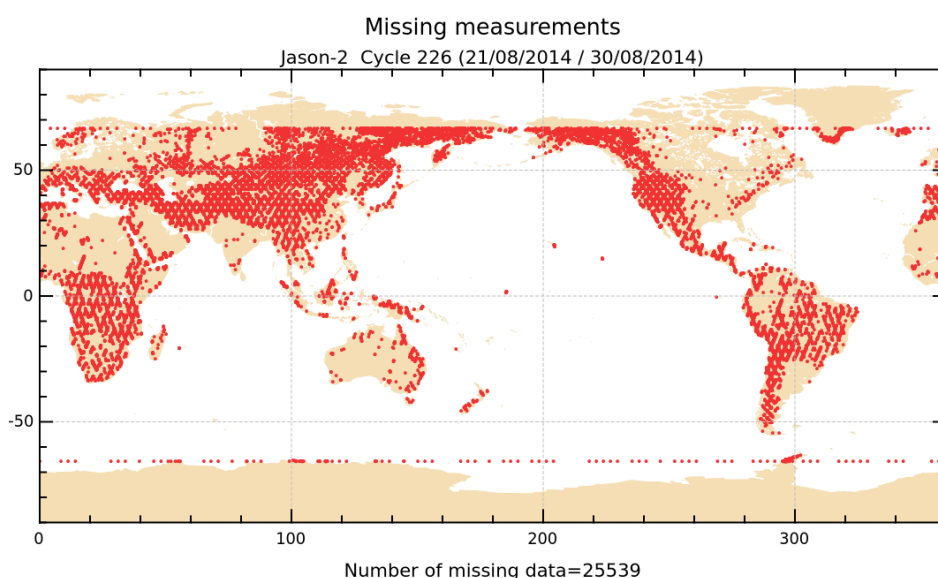 Missing measurements
Jason-2 Cycle 226 (21/08/2014 / 30/08/2014)
50
0
-50
0 100 200 300
Number of missing data=25539